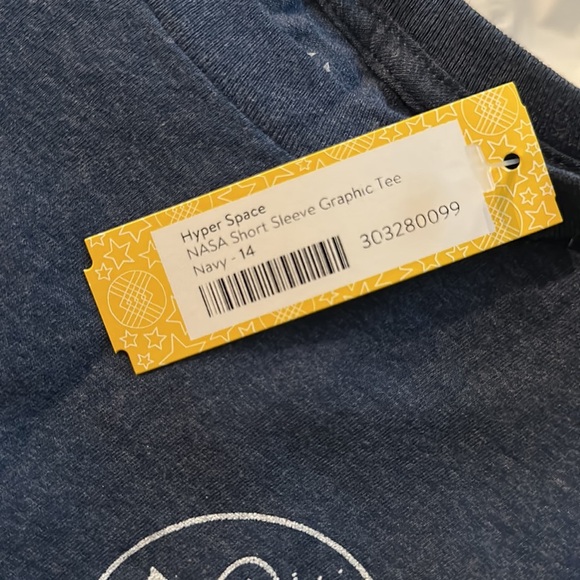 Hyper Space
NASA Short Sleeve Graphic Tee
Navy - 14
303280099